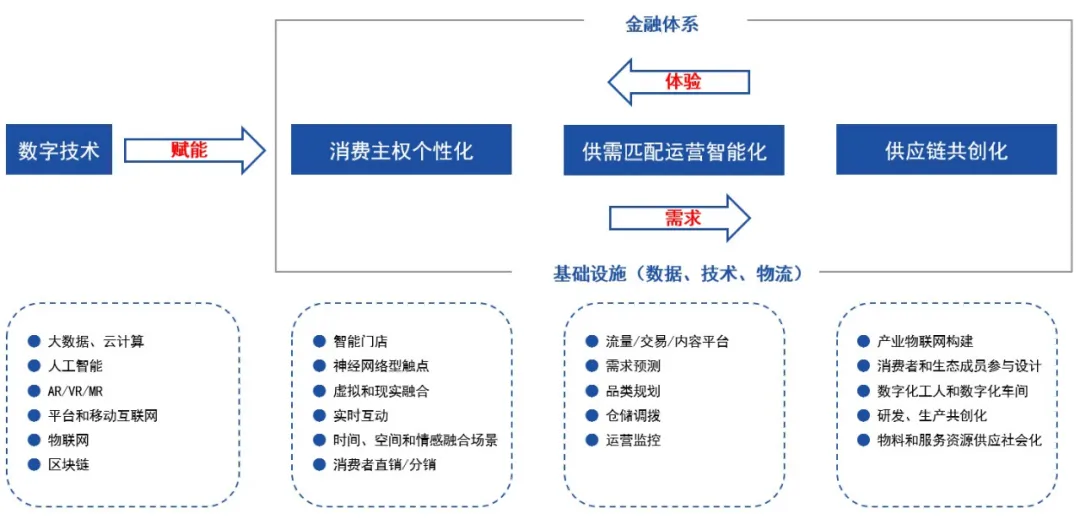 金融体系
体验
数字技术
赋能
消费主权个性化
供需匹配运营智能化
供应链共创化
需求
基础设施（数据、技术、物流）
大数据、云计算
人工智能
AR/VR/MR
平台和移动互联网
物联网
区块链
智能门店
神经网络型触点
虚拟和现实融合
实时互动
时间、空间和情感融合场景
消费者直销/分销
流量/交易/内容平台
需求预测
品类规划
仓储调拨
运营监控
产业物联网构建
消费者和生态成员参与设计
数字化工人和数字化车间
研发、生产共创化
物料和服务资源供应社会化